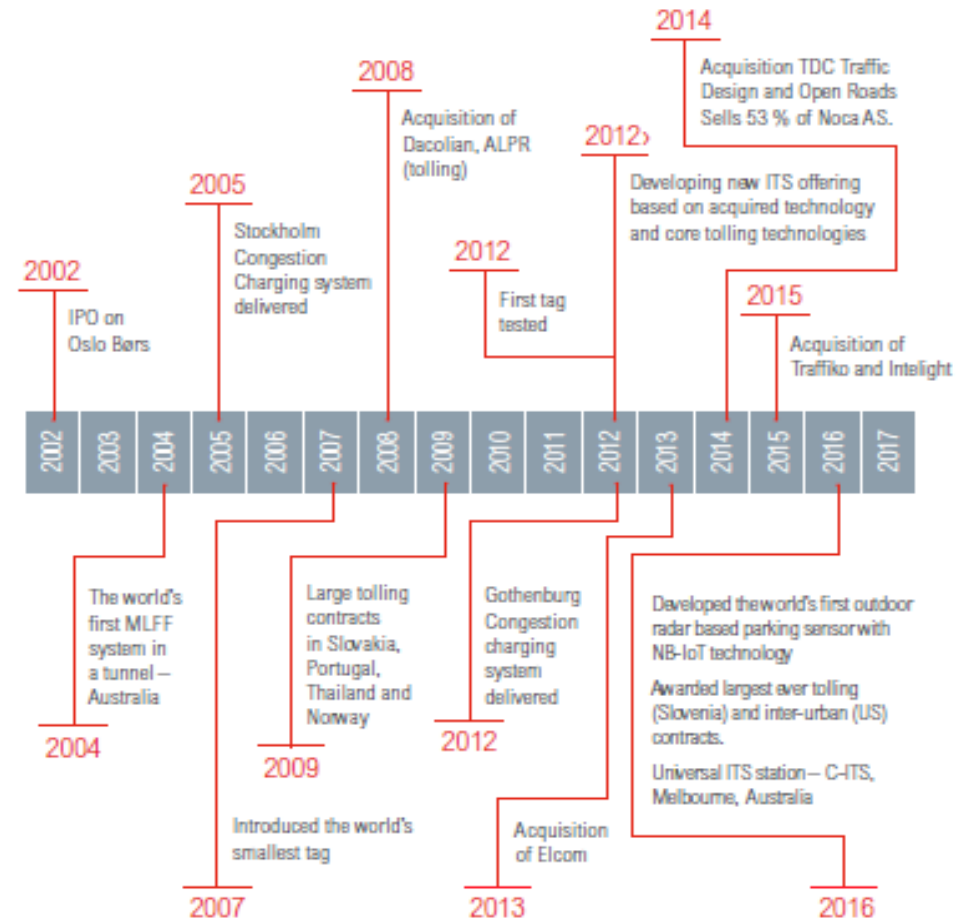 2014
Acquisition TDC Traffic
Design and Open Roads
Sells 53 % of Noca AS.
2008
Acquisition of
Dacolian, ALPR
(tolling)
2012›
Developing new ITS offering
based on acquired technology
and core tolling technologies
2005
Stockholm
Congestion
Charging system
delivered
2012
First tag
tested
2002
IPO on
Oslo Børs
2015
Acquisition of
Traffiko and Intelight
2002 2003 2004 2005 2006 2007 2008 2009 2010 2011 2012 2013 2014 2015 2016 2017
The world's
first MLFF
system in
a tunnel –
Australia
2004
Large tolling
contracts
in Slovakia,
Portugal,
Thailand and
Norway
2009
Gothenburg
Congestion
charging
system
delivered
2012
Developed the world's first outdoor
radar based parking sensor with
NB-IoT technology
Awarded largest ever tolling
(Slovenia) and inter-urban (US)
contracts.
Universal ITS station – C-ITS,
Melbourne, Australia
2016
Introduced the world's
smallest tag
2007
Acquisition
of Elcom
2013